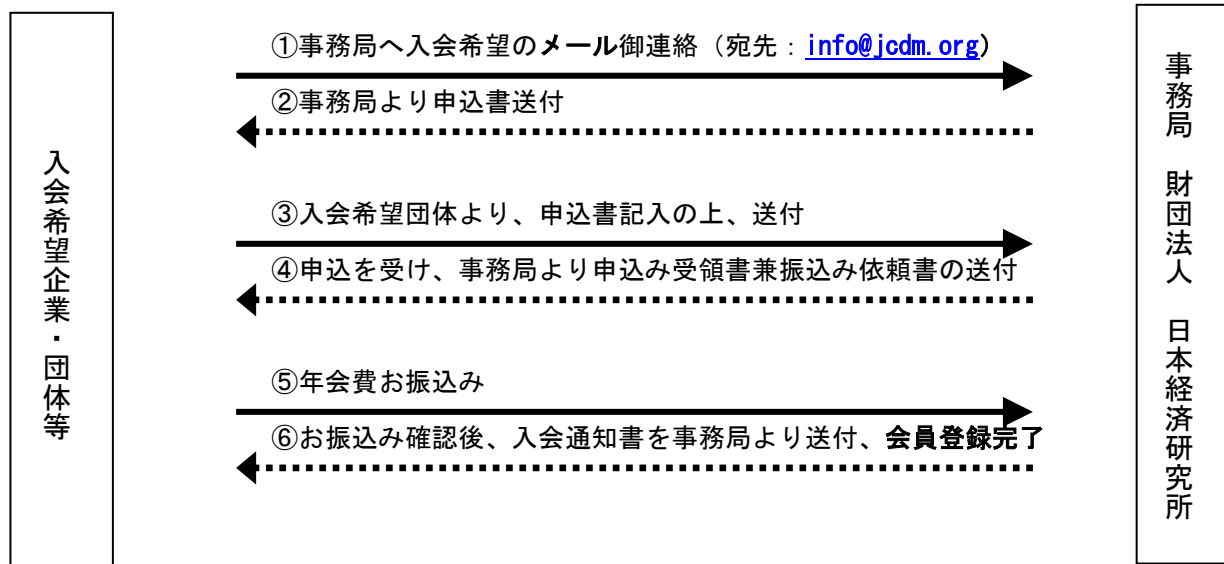 入会希望企業・団体等
①事務局へ入会希望のメール御連絡（宛先：info@jcdm.org）
②事務局より申込書送付
③入会希望団体より、申込書記入の上、送付
④申込を受け、事務局より申込み受領書兼振込み依頼書の送付
⑤年会費お振込み
⑥お振込み確認後、入会通知書を事務局より送付、会員登録完了
事務局　財団法人　日本経済研究所